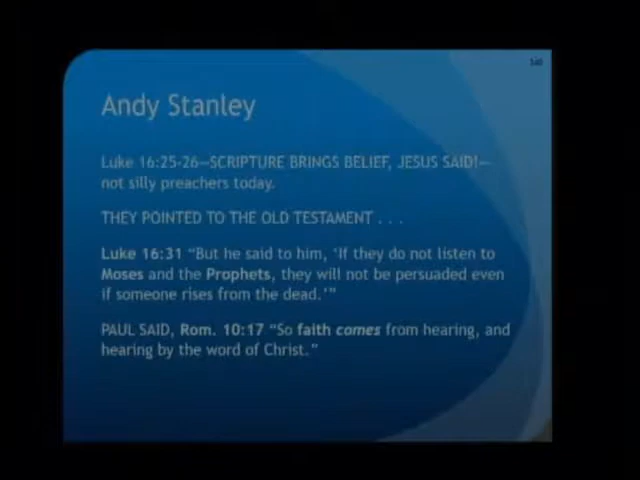 Andy Stanley
Luke 16:25-26—SCRIPTURE BRINGS BELIEF, JESUS SAID!—
not silly preachers today.
THEY POINTED TO THE OLD TESTAMENT . . .
Luke 16:31 “But he said to him, ‘If they do not listen to
Moses and the Prophets, they will not be persuaded even
if someone rises from the dead.’”
PAUL SAID, Rom. 10:17 “So faith comes from hearing, and
hearing by the word of Christ.”